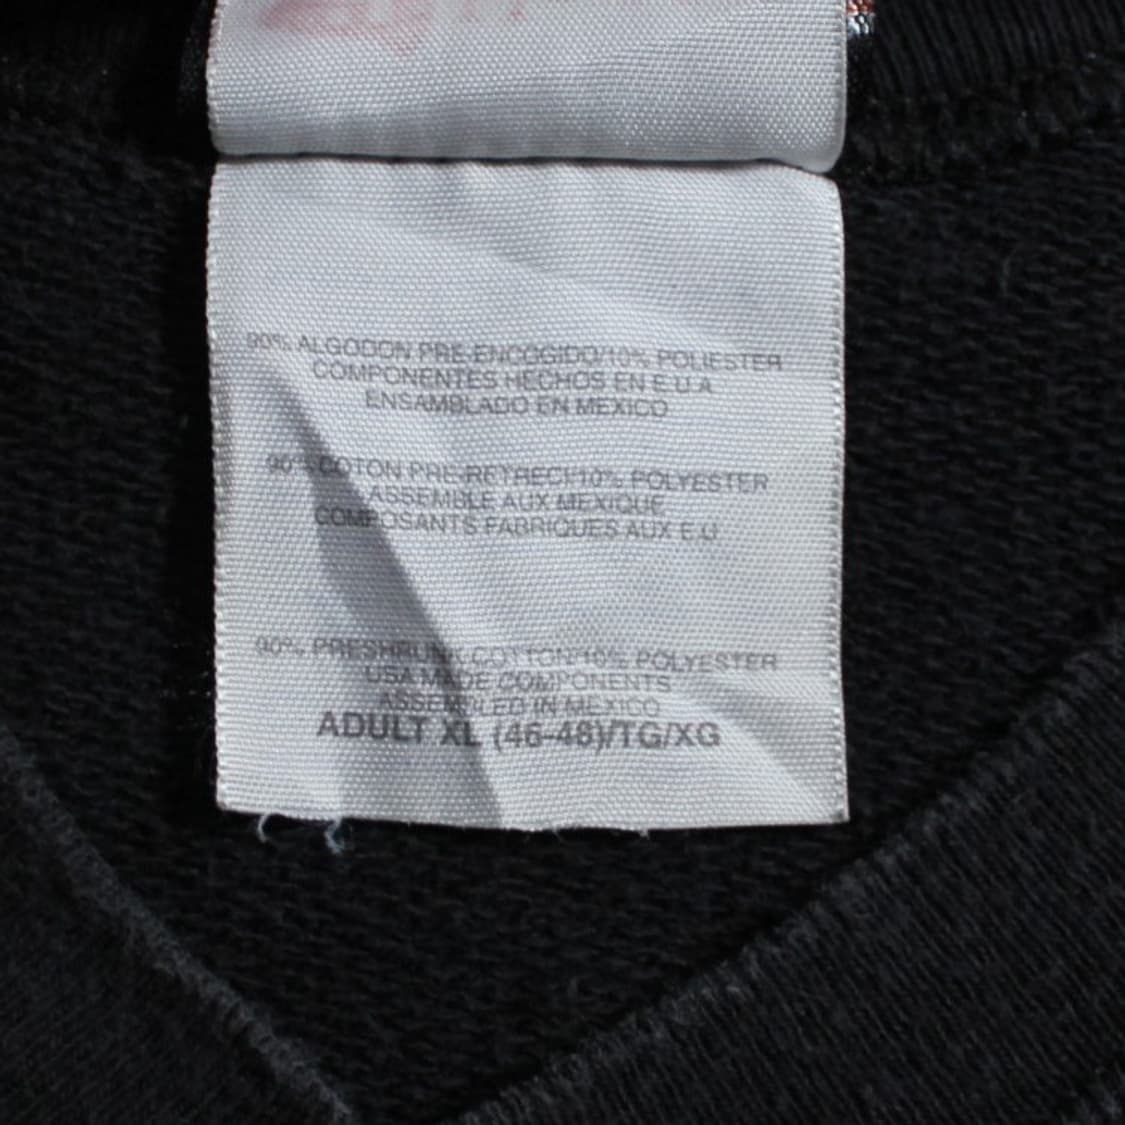 90% ALGODON PRE-ENCOGIDO/10% POLIESTER
COMPONENTES HECHOS EN E.U.A
ENSAMBLADO EN MEXICO
90% COTON PRE-RETRECI/10% POLYESTER
ASSEMBLE AUX MEXIQUE
COMPOSANTS FABRIQUES AUX E.U
90% PRESHRUNK COTTON/10% POLYESTER
USA MADE COMPONENTS
ASSEMBLED IN MEXICO
ADULT XL (46-48)/TG/XG